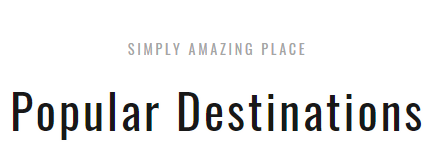 SIMPLY AMAZING PLACE
Popular Destinations